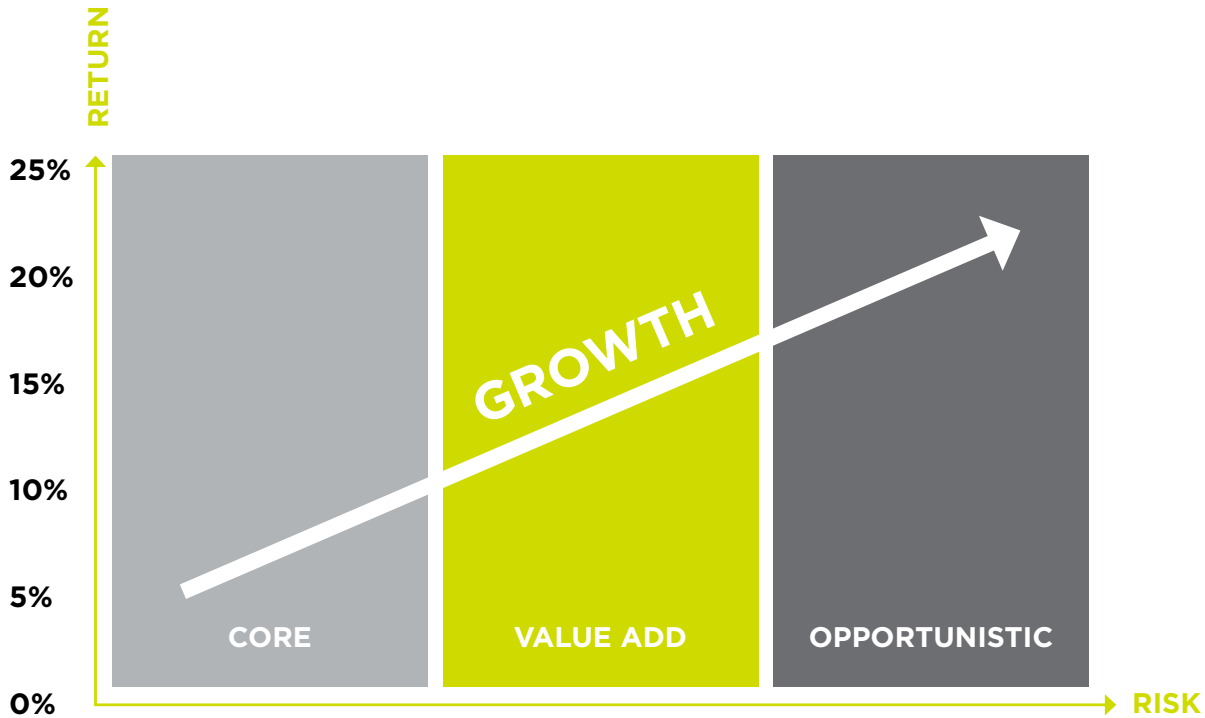 RETURN
25%
20%
GROWTH
15%
10%
5%
CORE
VALUE ADD
OPPORTUNISTIC
0%
RISK